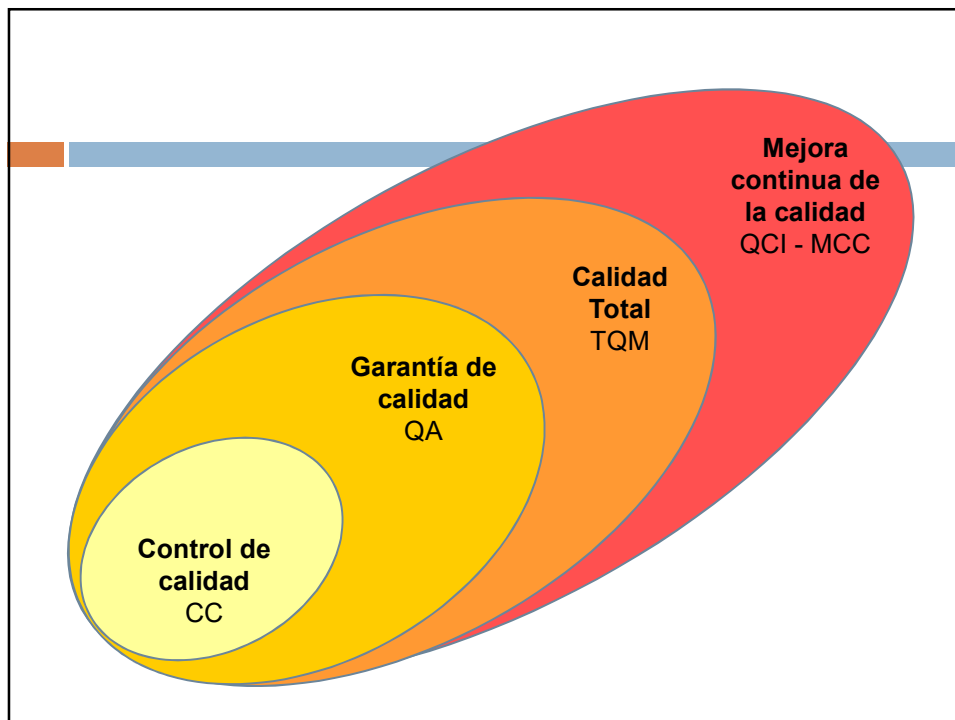 Mejora
continua de
la calidad
QCI - MCC
Calidad
Total
TQM
Garantía de
calidad
QA
Control de
calidad
CC